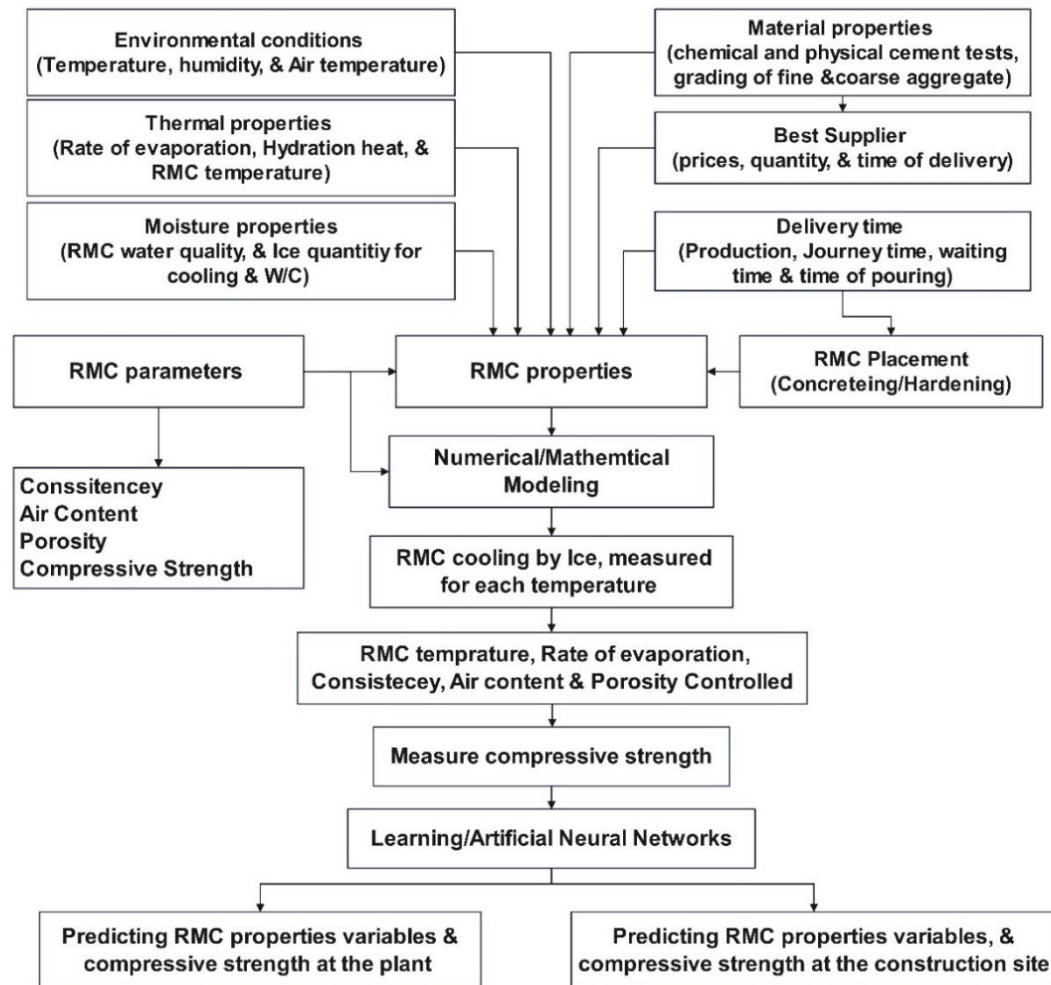 Environmental conditions
(Temperature, humidity, & Air temperature)
Material properties
(chemical and physical cement tests,
grading of fine &coarse aggregate)
Thermal properties
(Rate of evaporation, Hydration heat, &
RMC temperature)
Best Supplier
(prices, quantity, & time of delivery)
Moisture properties
(RMC water quality, & Ice quantitiy for
cooling & W/C)
Delivery time
(Production, Journey time, waiting
time & time of pouring)
RMC parameters
RMC properties
RMC Placement
(Concreteing/Hardening)
Conssitencey
Air Content
Porosity
Compressive Strength
Numerical/Mathemtical
Modeling
RMC cooling by Ice, measured
for each temperature
RMC temprature, Rate of evaporation,
Consistecey, Air content & Porosity Controlled
Measure compressive strength
Learning/Artificial Neural Networks
Predicting RMC properties variables &
compressive strength at the plant
Predicting RMC properties variables, &
compressive strength at the construction site